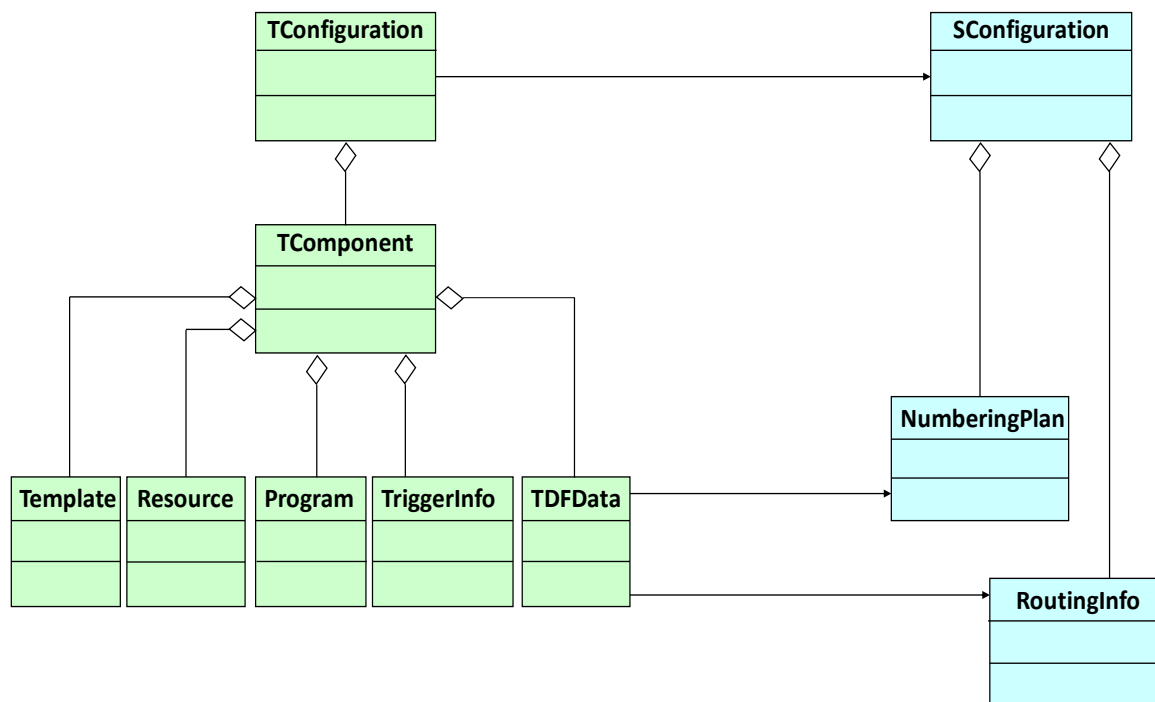 TConfiguration
SConfiguration
TComponent
NumberingPlan
Template
Resource
Program
TriggerInfo
TDFData
RoutingInfo